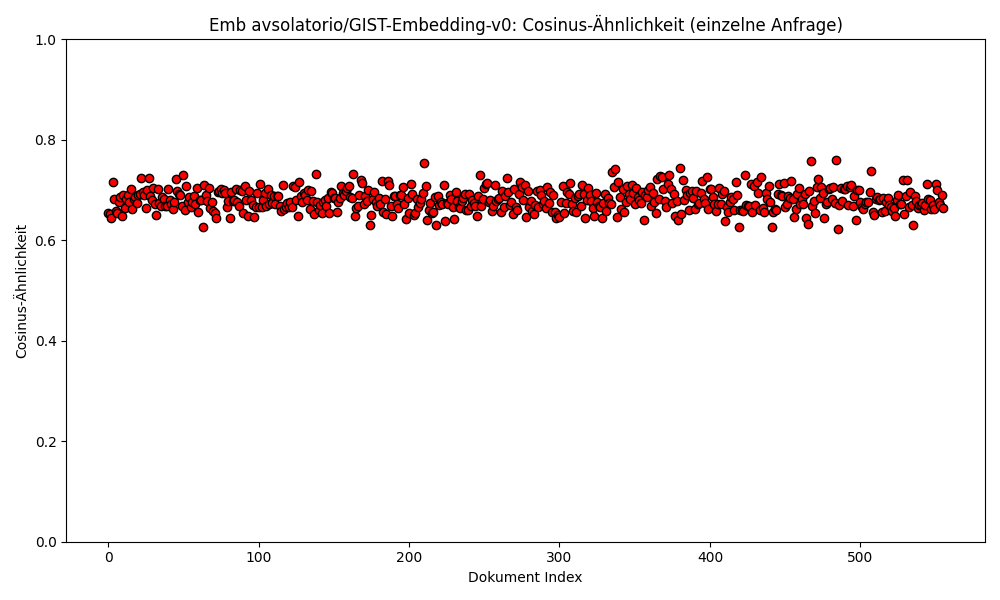 Emb avsolatorio/GIST-Embedding-v0: Cosinus-Ähnlichkeit (einzelne Anfrage)
1.0
0.8
0.6
0.4
0.2
0.0
Cosinus-Ähnlichkeit
0 100 200 300 400 500
Dokument Index